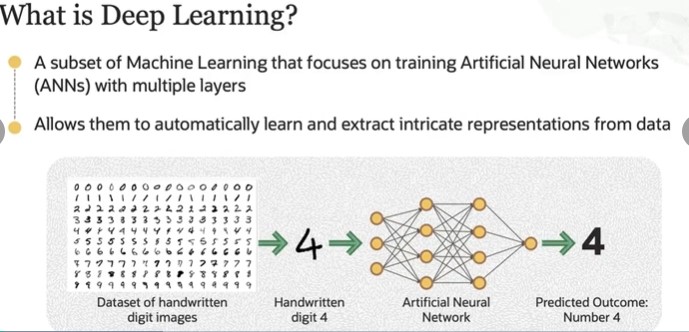 What is Deep Learning?
A subset of Machine Learning that focuses on training Artificial Neural Networks
(ANNs) with multiple layers
Allows them to automatically learn and extract intricate representations from data
4
4
Dataset of handwritten
digit images
Handwritten
digit 4
Artificial Neural
Network
Predicted Outcome:
Number 4